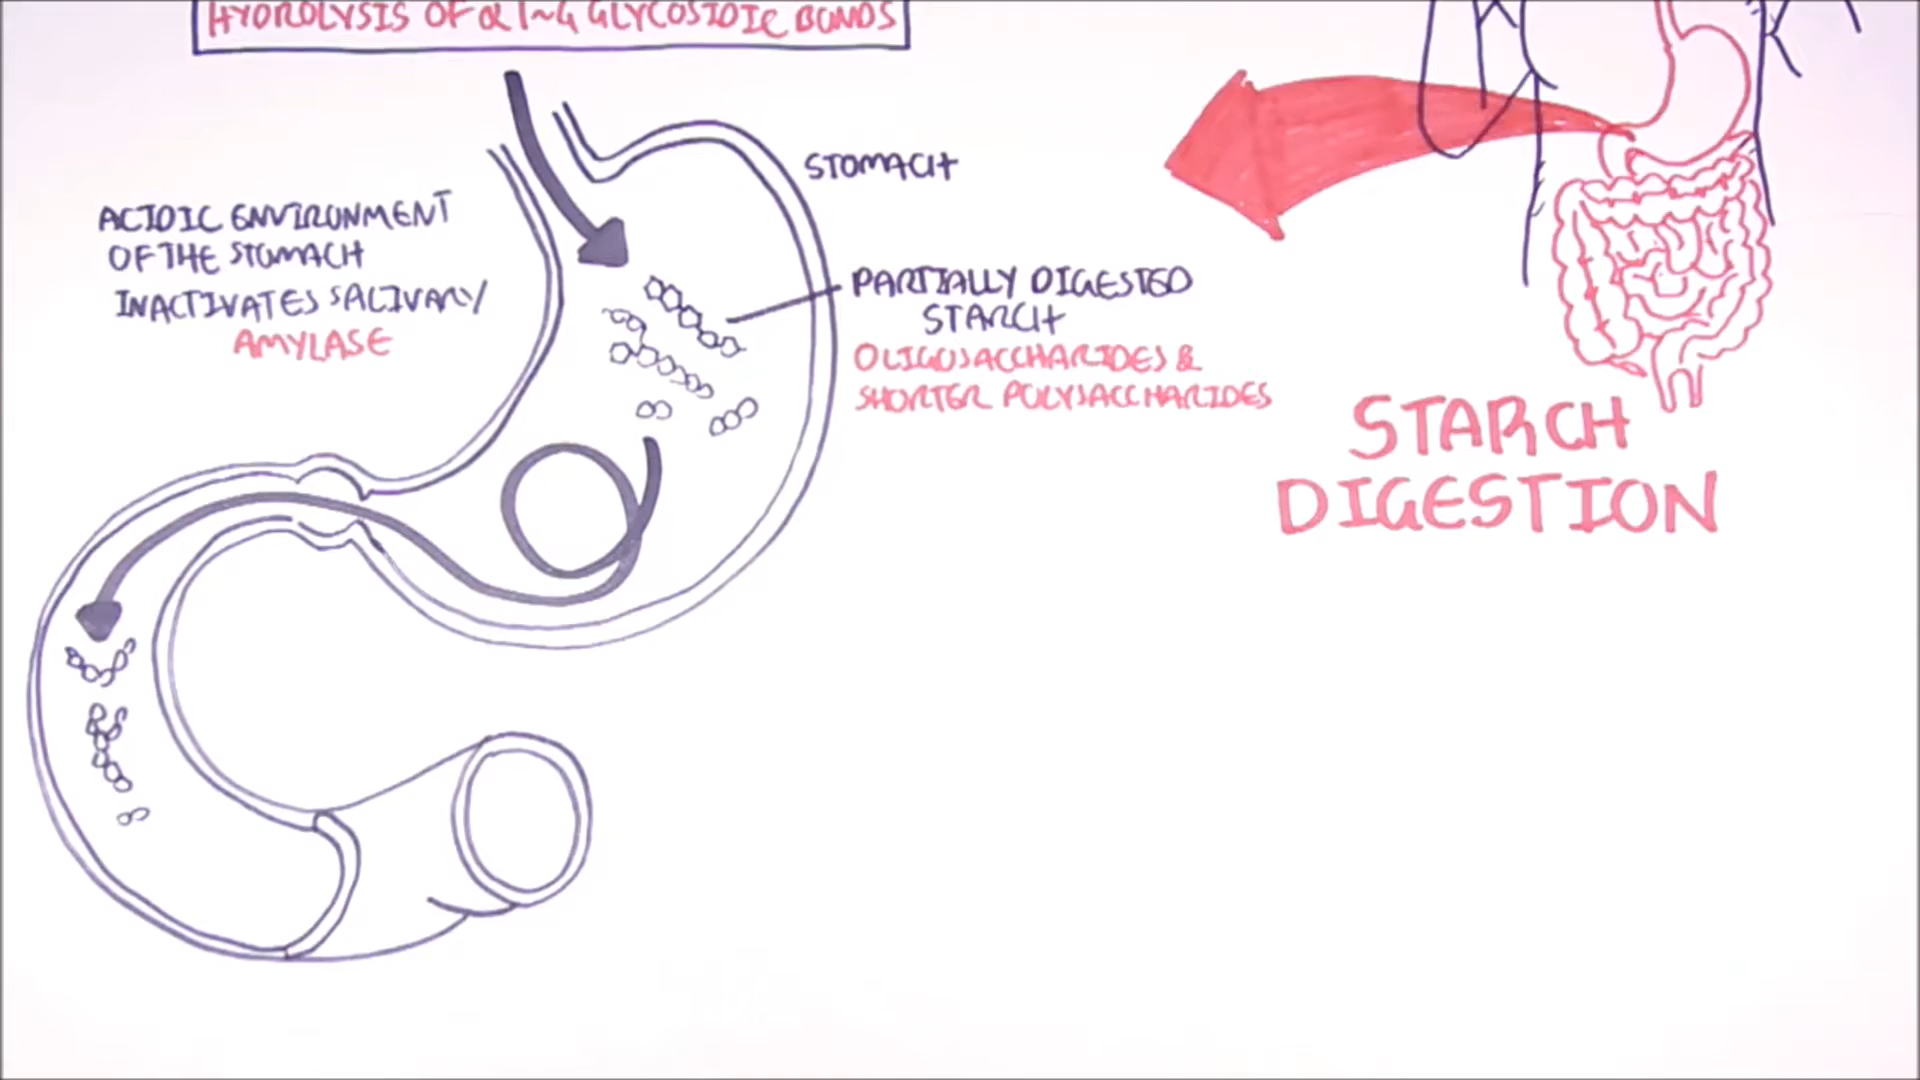 HYDROLYSIS OF α 1~4 GLYCOSIDIC BONDS
STOMACH
ACIDIC ENVIRONMENT
OF THE STOMACH
INACTIVATES SALIVARY
AMYLASE
PARTIALLY DIGESTED
STARCH
OLIGOSACCHARIDES &
SHORTER POLYSACCHARIDES
STARCH
DIGESTION